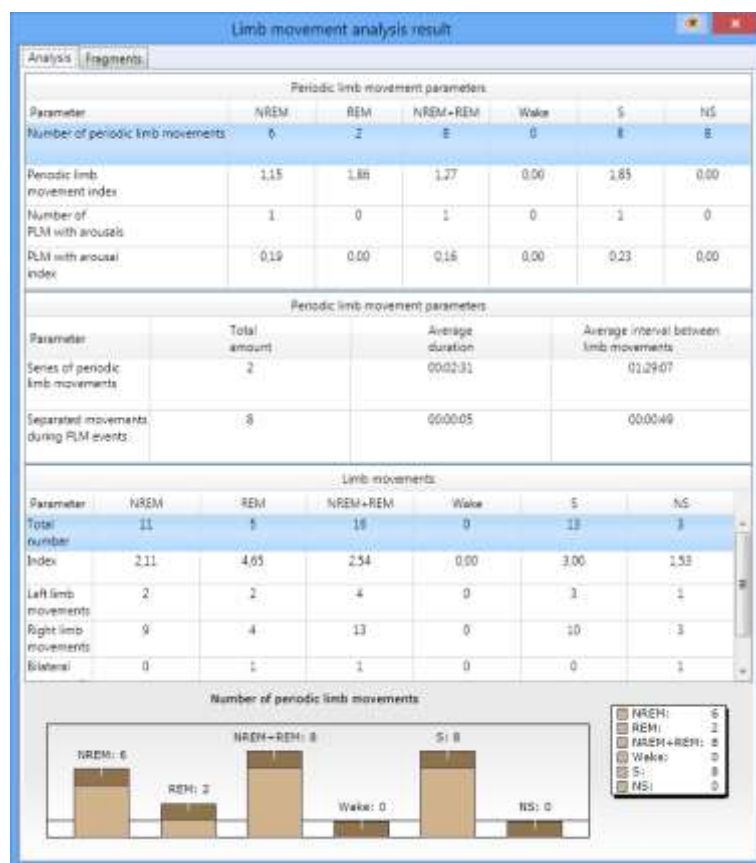 Limb movement analysis result
Analysis Fragments
Periodic limb movement parameters
Parameter NREM REM NREM+REM Wake S NS
Number of periodic limb movements 6 2 8 0 8 8
Periodic limb movement index 1,15 1,86 1,27 0,00 1,85 0,00
Number of PLM with arousals 1 0 1 0 1 0
PLM with arousal index 0,19 0,00 0,16 0,00 0,23 0,00
Periodic limb movement parameters
Parameter Total amount Average duration Average interval between limb movements
Series of periodic limb movements 2 00:02:31 01:29:07
Separated movements during PLM events 8 00:00:05 00:00:49
Limb movements
Parameter NREM REM NREM+REM Wake S NS
Total number 11 5 16 0 13 3
Index 2,11 4,65 2,54 0,00 3,00 1,53
Left limb movements 2 2 4 0 3 1
Right limb movements 9 4 13 0 10 3
Bilateral 0 1 1 0 0 1
Number of periodic limb movements
NREM: 6
REM: 2
NREM+REM: 8
Wake: 0
S: 8
NS: 0
NREM: 6
REM: 2
NREM+REM: 8
Wake: 0
S: 8
NS: 0